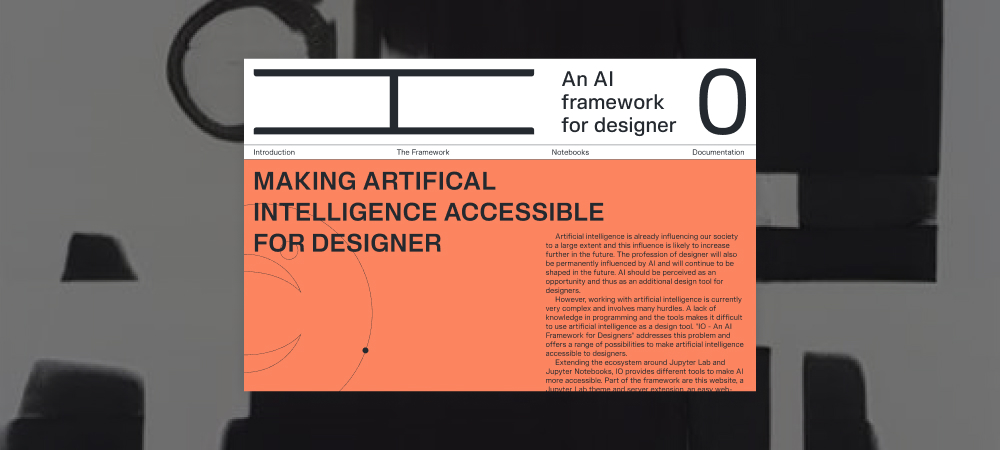 I
An AI
framework
for designer
0
Introduction
The Framework
Notebooks
Documentation
MAKING ARTIFICAL
INTELLIGENCE ACCESSIBLE
FOR DESIGNER
Artificial intelligence is already influencing our society
to a large extent and this influence is likely to increase
further in the future. The profession of designer will also
be permanently influenced by AI and will continue to be
shaped in the future. AI should be perceived as an
opportunity and thus as an additional design tool for
designers.
However, working with artificial intelligence is currently
very complex and involves many hurdles. A lack of
knowledge in programming and the tools makes it difficult
to use artificial intelligence as a design tool. "IO - An AI
Framework for Designers" addresses this problem and
offers a range of possibilities to make artificial intelligence
accessible to designers.
Extending the ecosystem around Jupyter Lab and
Jupyter Notebooks, IO provides different tools to make AI
more accessible. Part of the framework are this website, a
Jupyter Lab theme and server extension, an easy web-